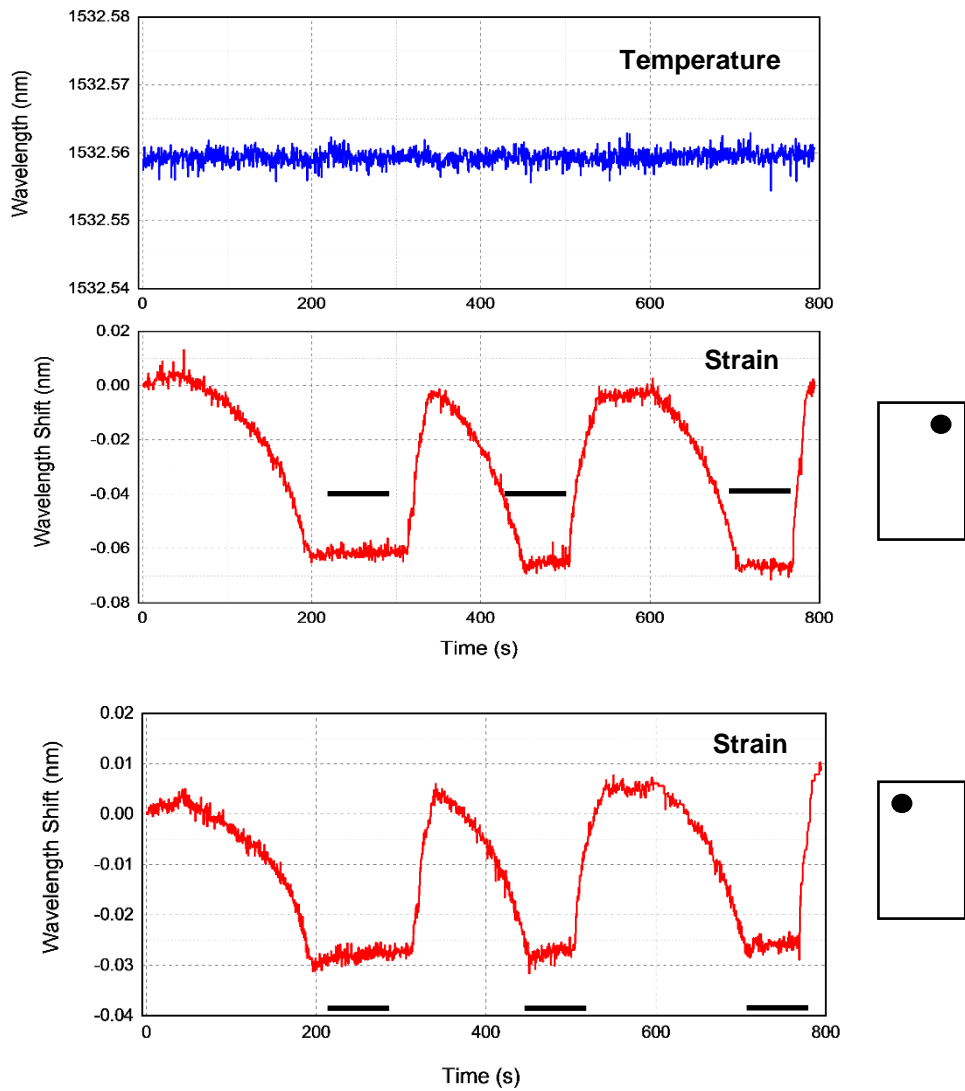 1532.58
Temperature
1532.57
Wavelength (nm)
1532.56
1532.55
1532.54
0 200 400 600 800
0.02
Strain
0.00
Wavelength Shift (nm)
-0.02
-0.04
-0.06
-0.08
0 200 400 600 800
Time (s)
0.02
Strain
0.01
Wavelength Shift (nm)
0.00
-0.01
-0.02
-0.03
-0.04
0 200 400 600 800
Time (s)